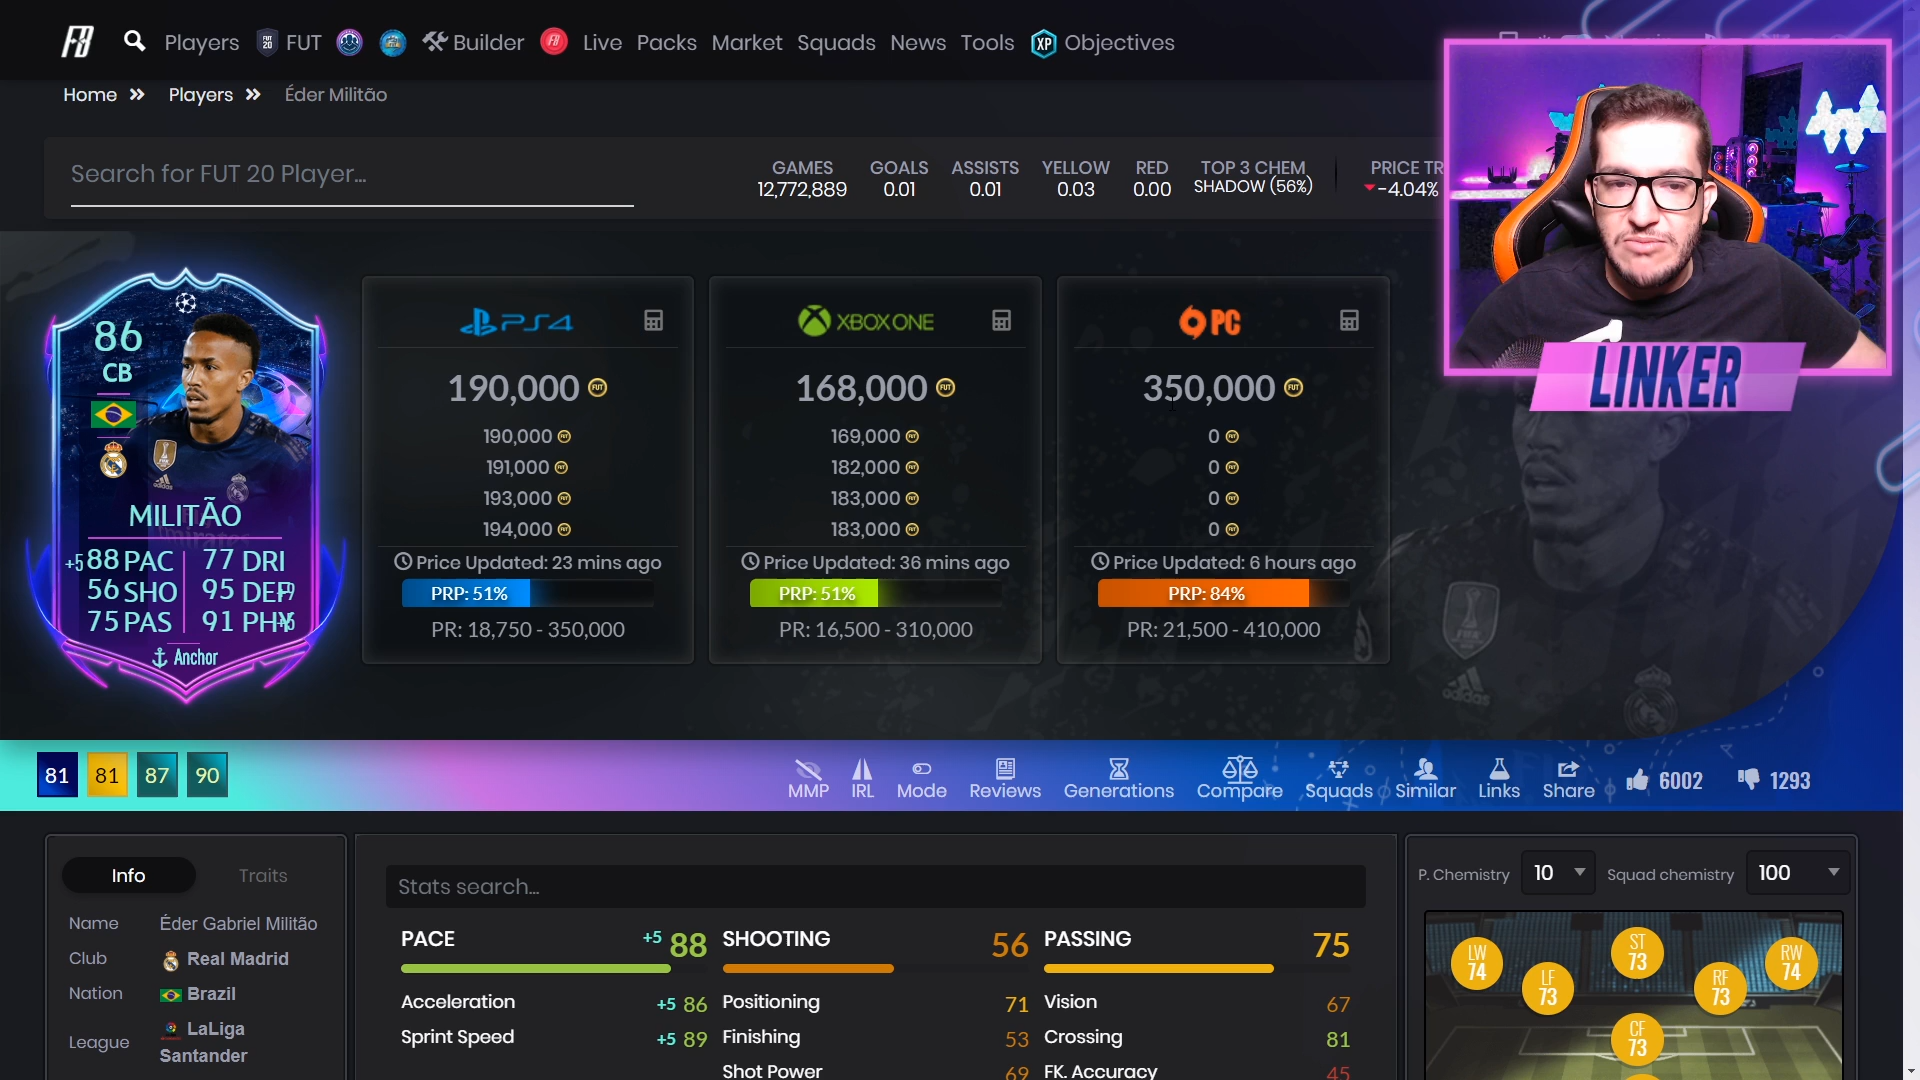 FB Players FUT 20 FUT Builder FB Live Packs Market Squads News Tools XP Objectives
Home » Players » Éder Militão
Search for FUT 20 Player...
GAMES GOALS ASSISTS YELLOW RED TOP 3 CHEM PRICE TR
12,772,889 0.01 0.01 0.03 0.00 SHADOW (56%) -4.04%
LINKER
86
CB
MILITÃO
+5 88 PAC 77 DRI
56 SHO 95 DEF
75 PAS 91 PHY
Anchor
PS4
190,000
190,000
191,000
193,000
194,000
Price Updated: 23 mins ago
PRP: 51%
PR: 18,750 - 350,000
XBOX ONE
168,000
169,000
182,000
183,000
183,000
Price Updated: 36 mins ago
PRP: 51%
PR: 16,500 - 310,000
PC
350,000
0
0
0
0
Price Updated: 6 hours ago
PRP: 84%
PR: 21,500 - 410,000
81 81 87 90
MMP IRL Mode Reviews Generations Compare Squads Similar Links Share 6002 1293
Info Traits
Name Éder Gabriel Militão
Club Real Madrid
Nation Brazil
League LaLiga Santander
Stats search...
PACE +5 88
Acceleration +5 86
Sprint Speed +5 89
SHOOTING 56
Positioning 71
Finishing 53
Shot Power 69
PASSING 75
Vision 67
Crossing 81
FK. Accuracy 45
P. Chemistry 10 Squad chemistry 100
LW 74
LF 73
ST 73
RF 73
RW 74
CF 73